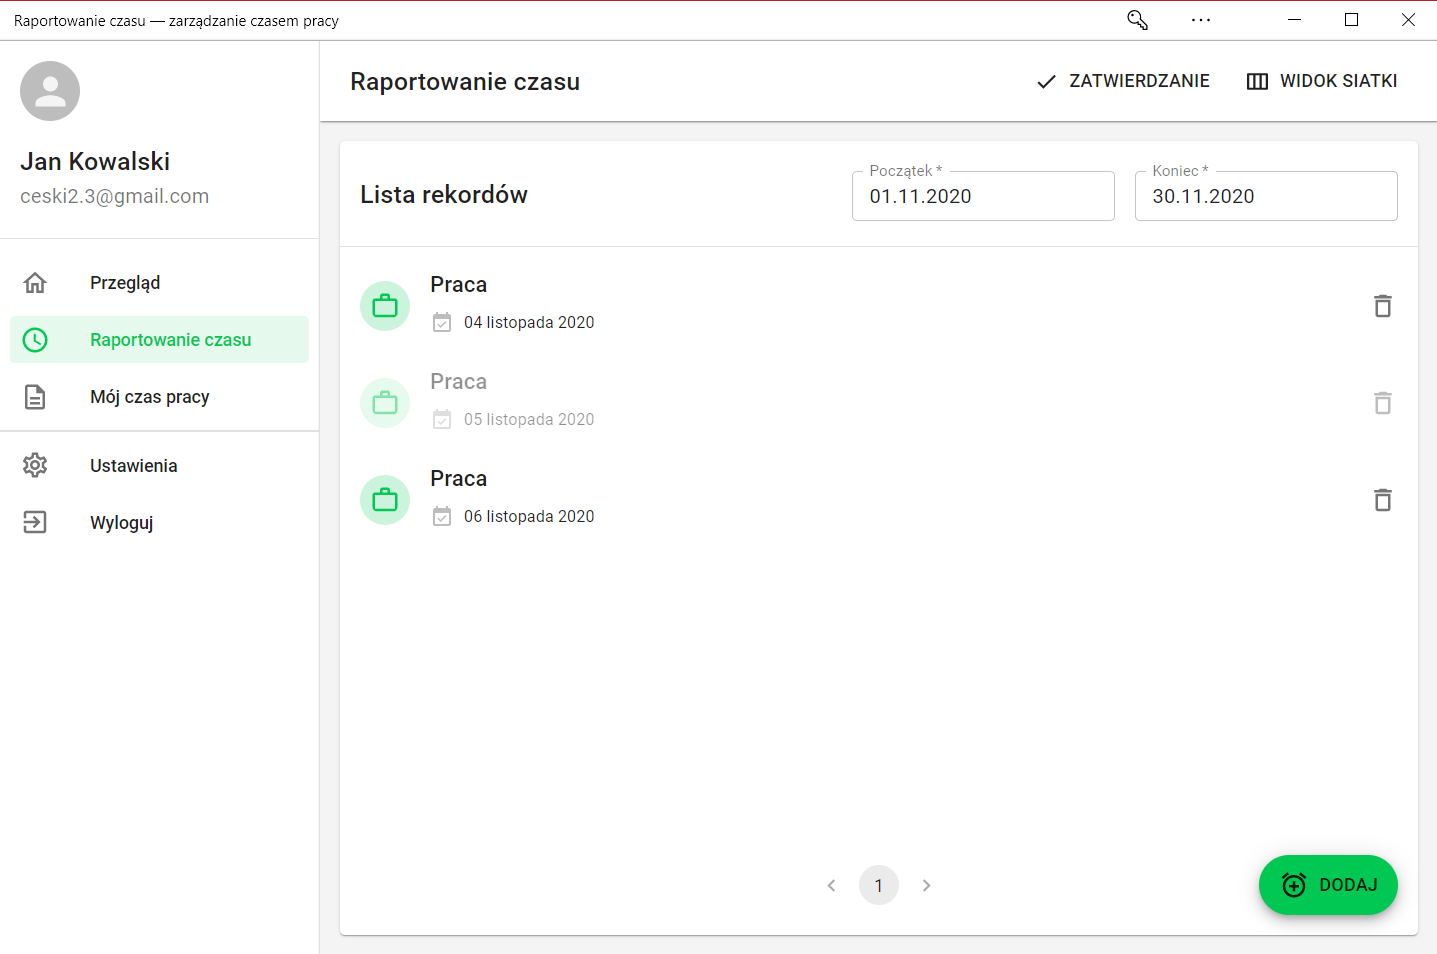 Raportowanie czasu — zarządzanie czasem pracy
Jan Kowalski
ceski2.3@gmail.com
Przegląd
Raportowanie czasu
Mój czas pracy
Ustawienia
Wyloguj
Raportowanie czasu
ZATWIERDZANIE
WIDOK SIATKI
Lista rekordów
Początek *
01.11.2020
Koniec *
30.11.2020
Praca
04 listopada 2020
Praca
05 listopada 2020
Praca
06 listopada 2020
1
DODAJ